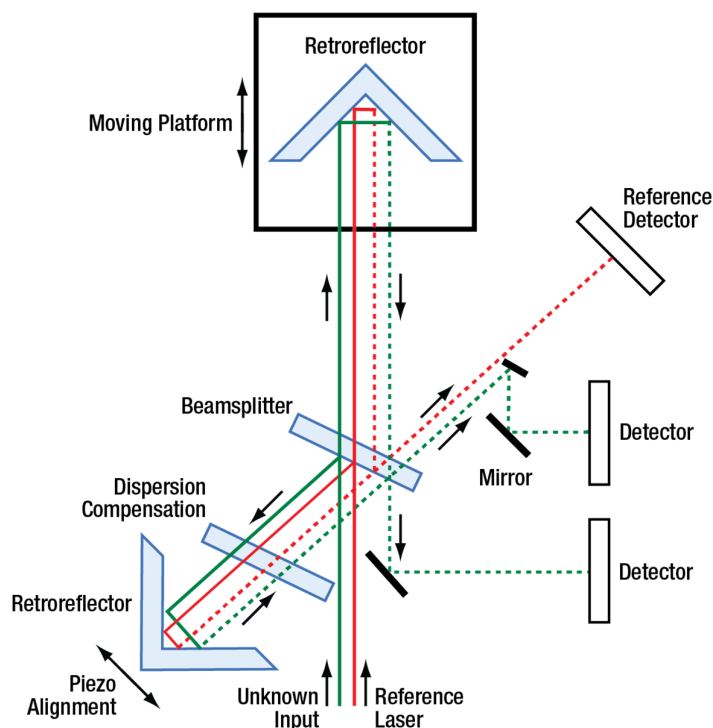 Retroreflector
Moving Platform
Reference
Detector
Beamsplitter
Detector
Mirror
Dispersion
Compensation
Detector
Retroreflector
Piezo
Alignment
Unknown
Input
Reference
Laser